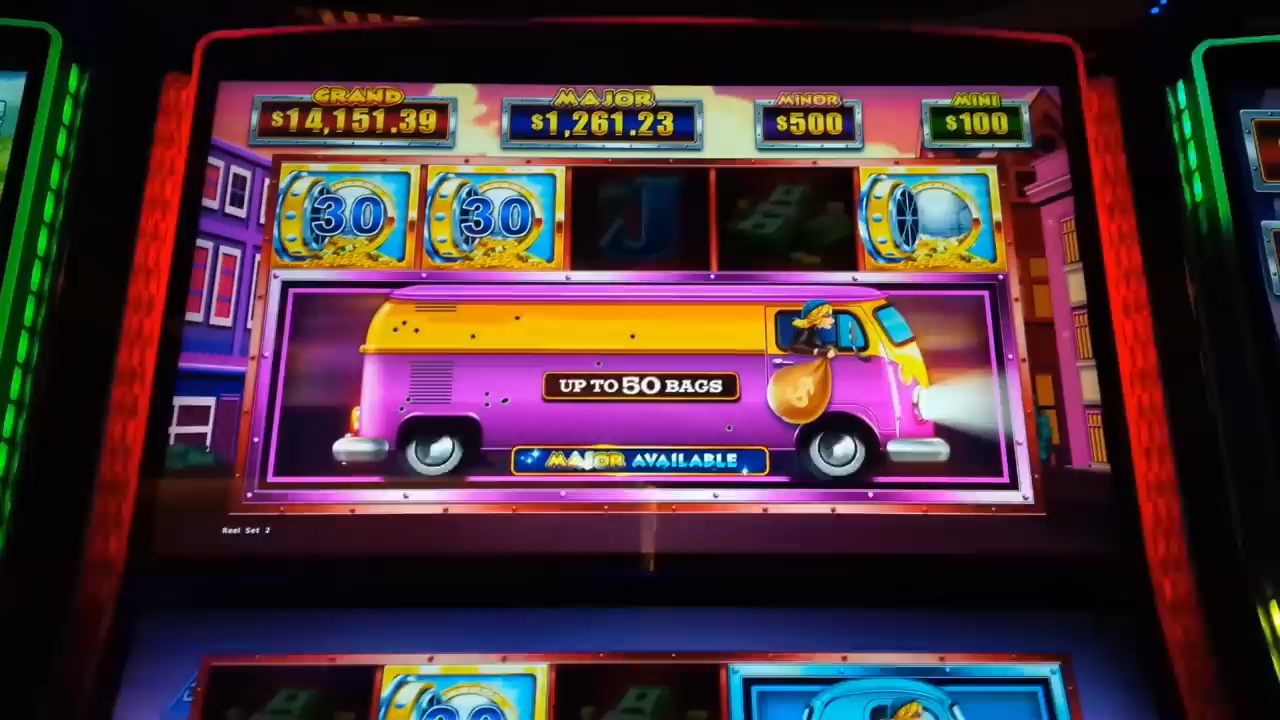 GRAND
MAJOR
MINOR
MINI
$14,151.39
$1,261.23
$500
$100
30
30
J
UP TO 50 BAGS
MAJOR AVAILABLE
Reel Set 2